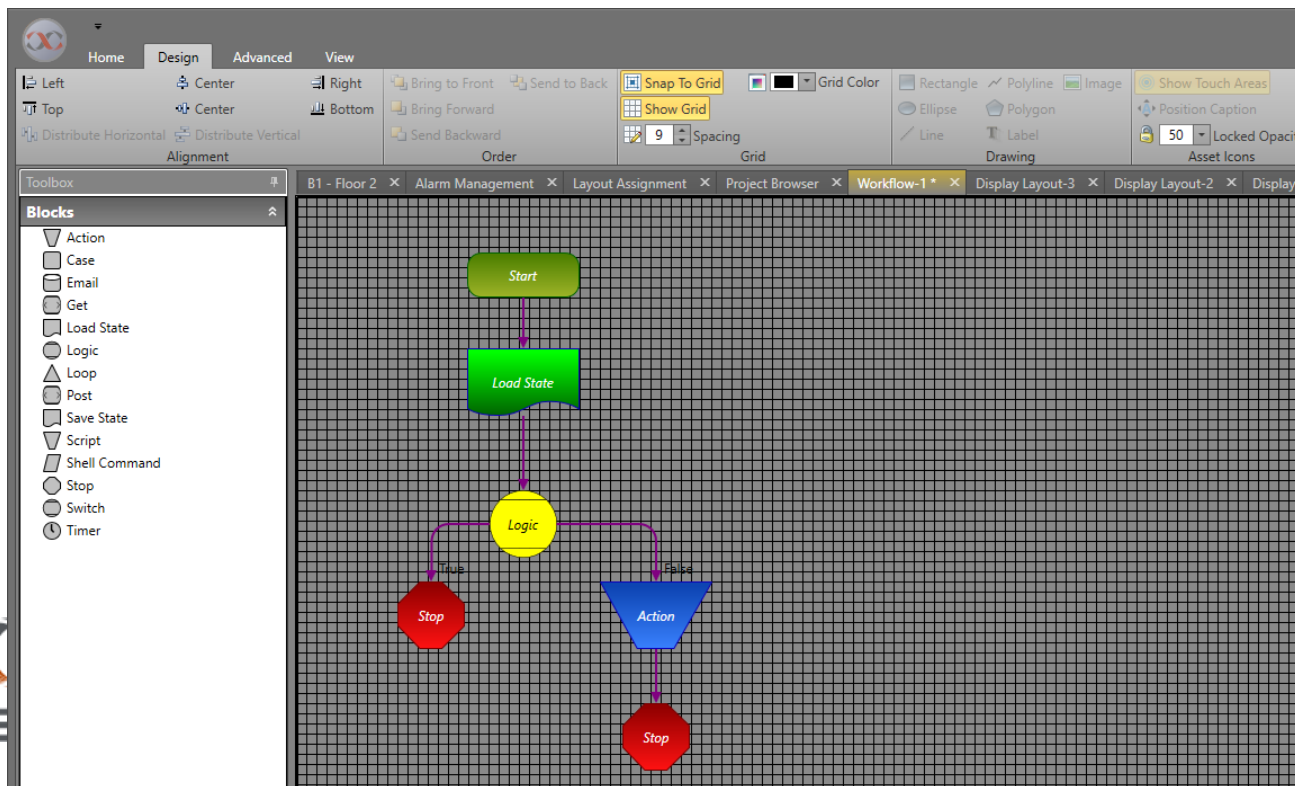 Home Design Advanced View
Left Center Right Bring to Front Send to Back Snap To Grid Grid Color Rectangle Polyline Image Show Touch Areas
Top Center Bottom Bring Forward Show Grid Ellipse Polygon Position Caption
Distribute Horizontal Distribute Vertical Send Backward 9 Spacing Line Label 50 Locked Opaci
Alignment Order Grid Drawing Asset Icons
Toolbox B1 - Floor 2 Alarm Management Layout Assignment Project Browser Workflow-1 * Display Layout-3 Display Layout-2 Display
Blocks
Action
Case
Email
Get
Load State
Logic
Loop
Post
Save State
Script
Shell Command
Stop
Switch
Timer
Start
Load State
Logic
True False
Stop Action
Stop